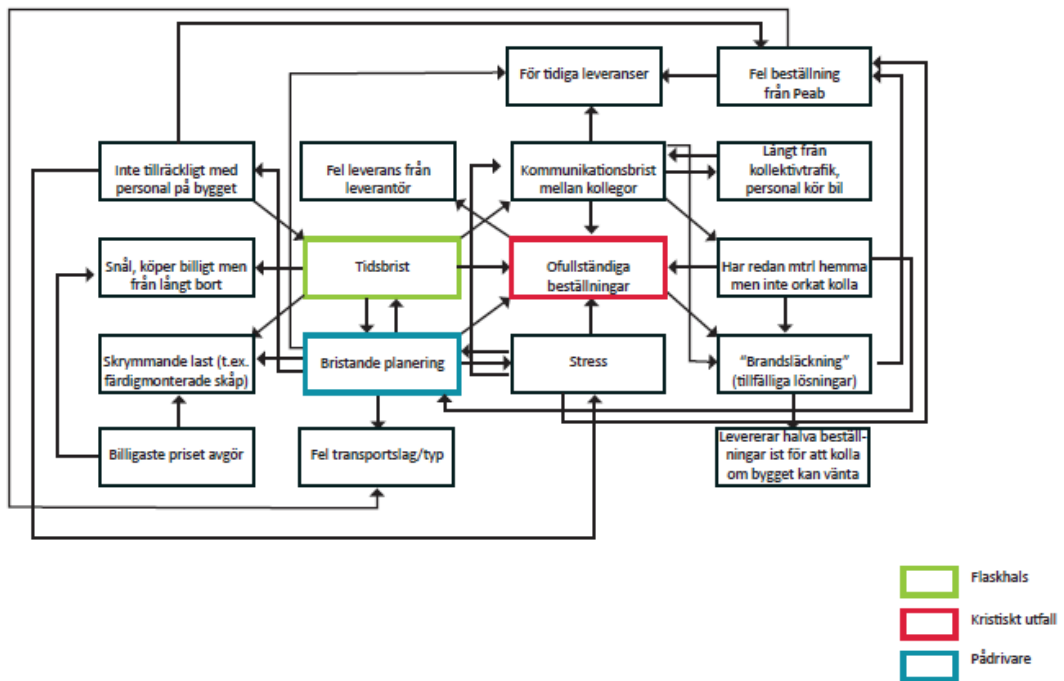 För tidiga leveranser
Fel beställning
från Peab
Inte tillräckligt med
personal på bygget
Fel leverans från
leverantör
Kommunikationsbrist
mellan kollegor
Långt från
kollektivtrafik,
personal kör bil
Snål, köper billigt men
från långt bort
Tidsbrist
Ofullständiga
beställningar
Har redan mtrl hemma
men inte orkat kolla
Skrymmande last (t.ex.
färdigmonterade skåp)
Bristande planering
Stress
“Brandsläckning”
(tillfälliga lösningar)
Billigaste priset avgör
Fel transportslag/typ
Levererar halva beställ-
ningar ist för att kolla
om bygget kan vänta
Flaskhals
Kristiskt utfall
Pådrivare